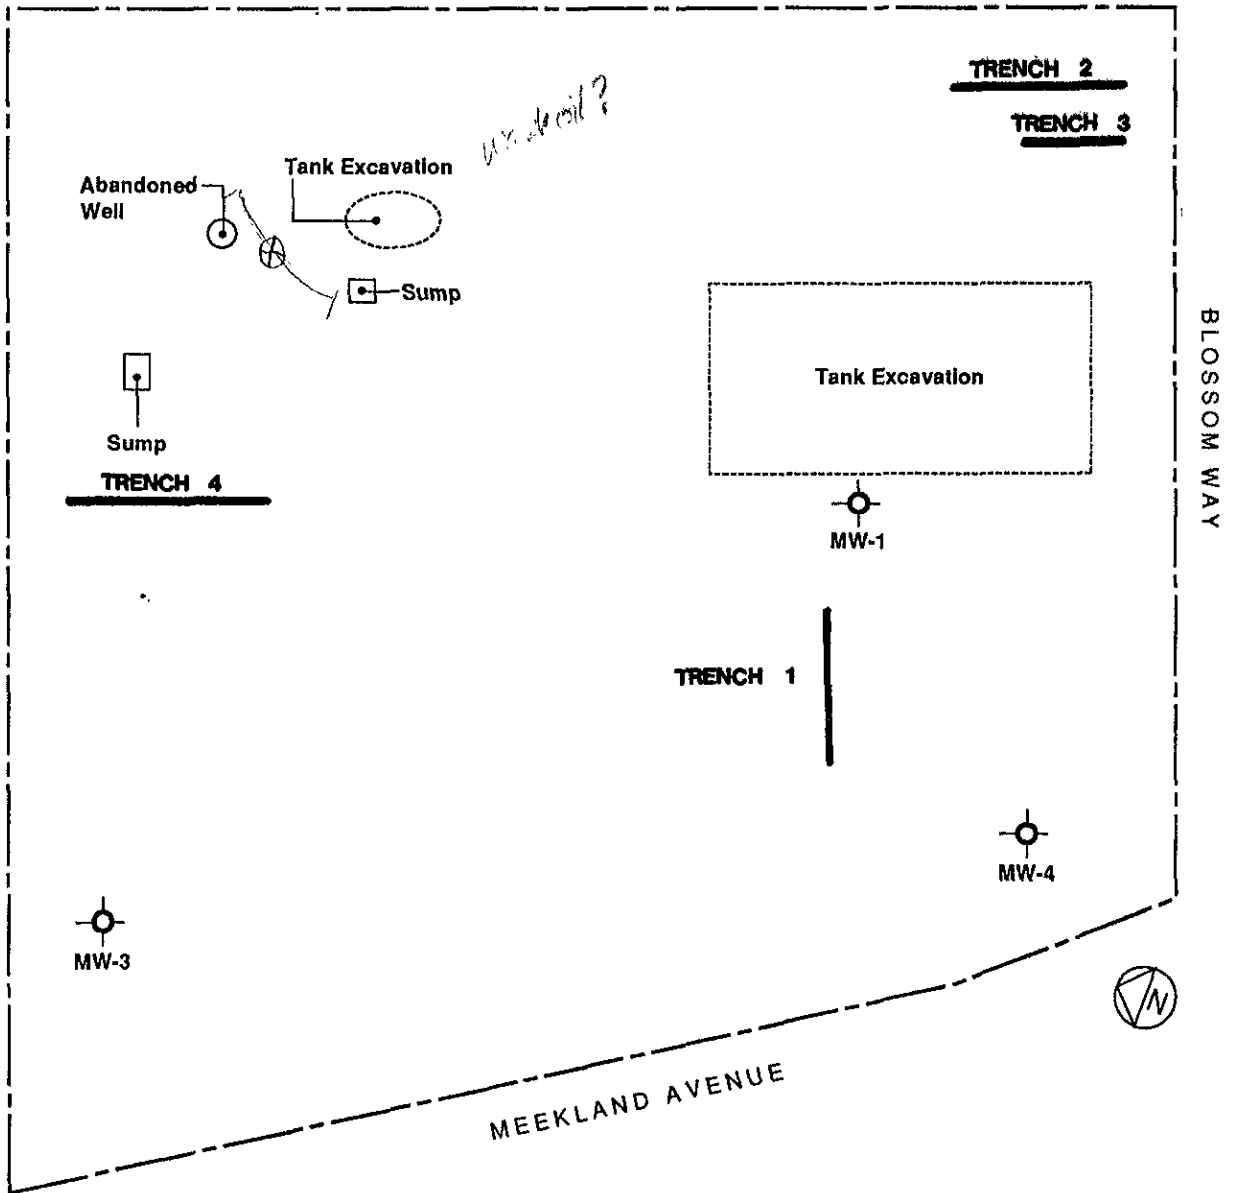 TRENCH 2
TRENCH 3
oil?
Tank Excavation
Abandoned
Well
Sump
Tank Excavation
BLOSSOM WAY
Sump
TRENCH 4
MW-1
TRENCH 1
MW-4
MW-3
N
MEEKLAND AVENUE